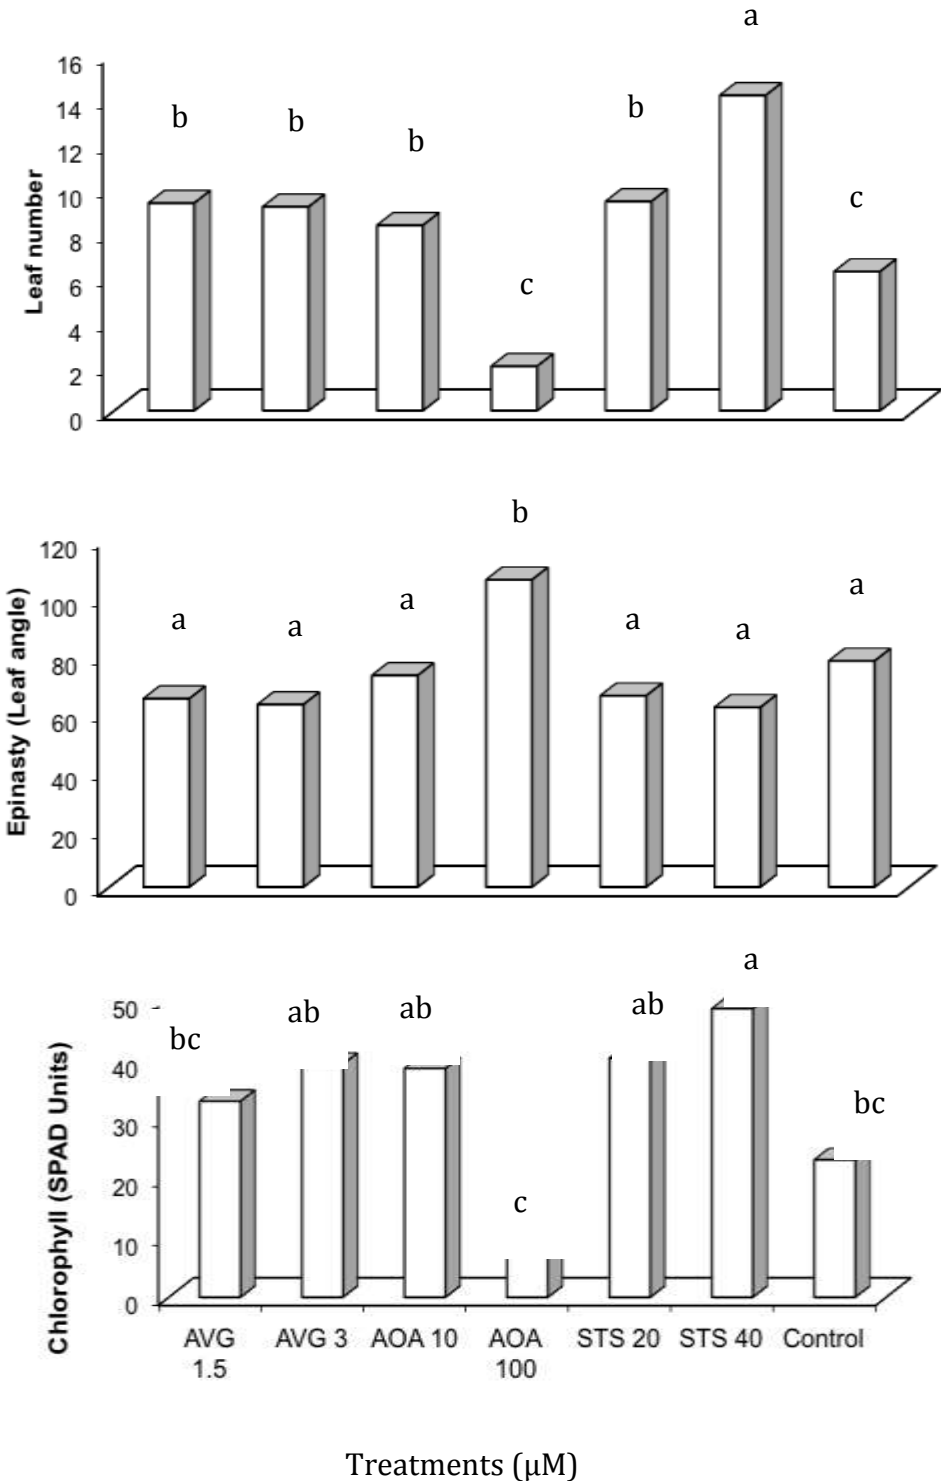 a
16
14
12
10
8
6
4
2
0
Leaf number
b
b
b
c
b
c
b
120
100
80
60
40
20
0
Epinasty (Leaf angle)
a
a
a
a
a
a
a
50
40
30
20
10
0
Chlorophyll (SPAD Units)
bc
ab
ab
c
ab
bc
AVG 1.5
AVG 3
AOA 10
AOA 100
STS 20
STS 40
Control
Treatments (μM)